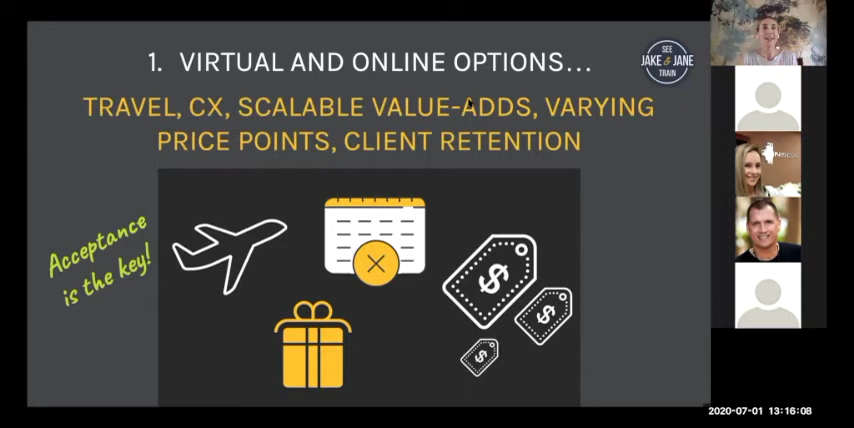 1. VIRTUAL AND ONLINE OPTIONS...
SEE
JAKE & JANE
TRAIN
TRAVEL, CX, SCALABLE VALUE-ADDS, VARYING
PRICE POINTS, CLIENT RETENTION
Acceptance
is the key!
$
$
$
2020-07-01 13:16:08